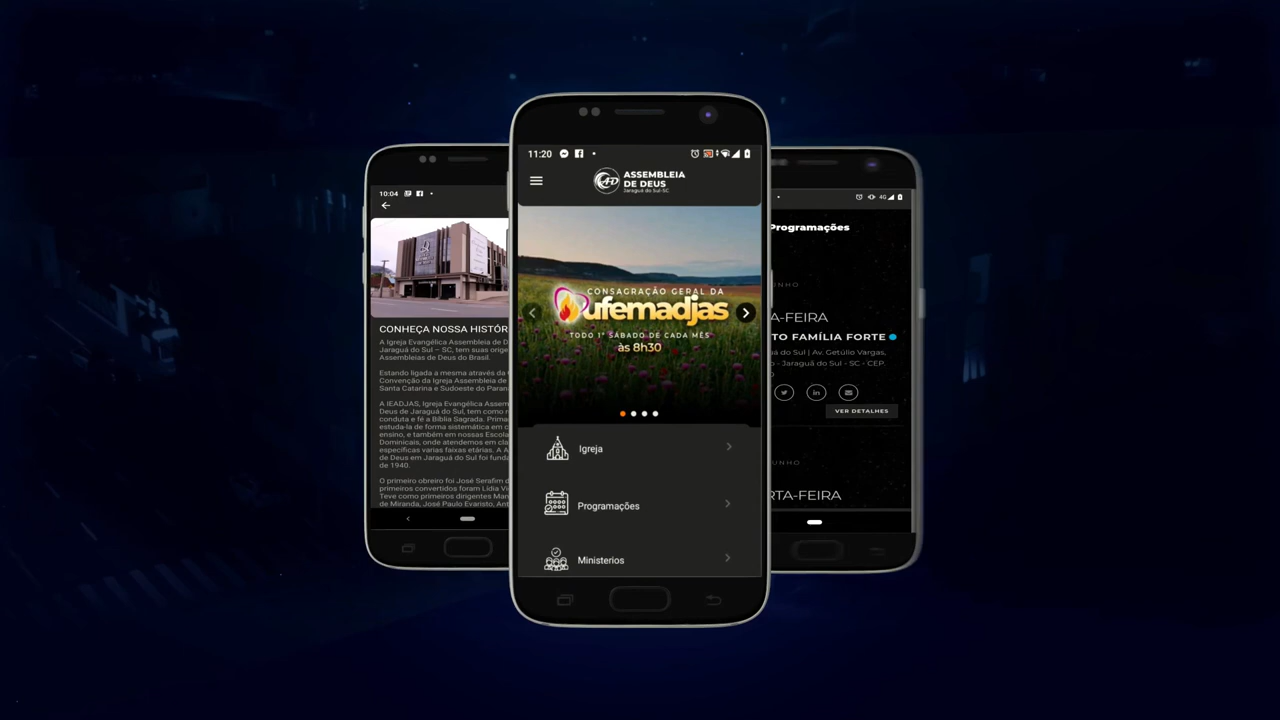 10:04
CONHEÇA NOSSA HISTÓR
A Igreja Evangélica Assembleia de D
Jaraguá do Sul – SC, tem suas orige
Assembleias de Deus do Brasil.
Estando ligada a mesma através da
Convenção da Igreja Assembleia de
Santa Catarina e Sudoeste do Paran
A IEADJAS, Igreja Evangélica Assem
Deus de Jaraguá do Sul, tem como
conduta e fé a Bíblia Sagrada. Prima
estuda-la de forma sistemática em c
ensino, e também em nossas Escola
Dominicais, onde atendemos em cla
específicas varias faixas etárias. A A
de Deus em Jaraguá do Sul foi funda
de 1940.
O primeiro obreiro foi José Serafim d
primeiros convertidos foram Lídia Vi
Teve como primeiros dirigentes Man
de Miranda, José Paulo Evaristo, Ant
11:20
ASSEMBLEIA
DE DEUS
Jaraguá do Sul-SC
CONSAGRAÇÃO GERAL DA
ufemadjas
TODO 1º SÁBADO DE CADA MÊS
às 8h30
Igreja
Programações
Ministerios
4G
Programações
INHO
TA-FEIRA
TO FAMÍLIA FORTE
do Sul | Av. Getúlio Vargas,
- Jaraguá do Sul - SC - CEP.
VER DETALHES
UNHO
RTA-FEIRA